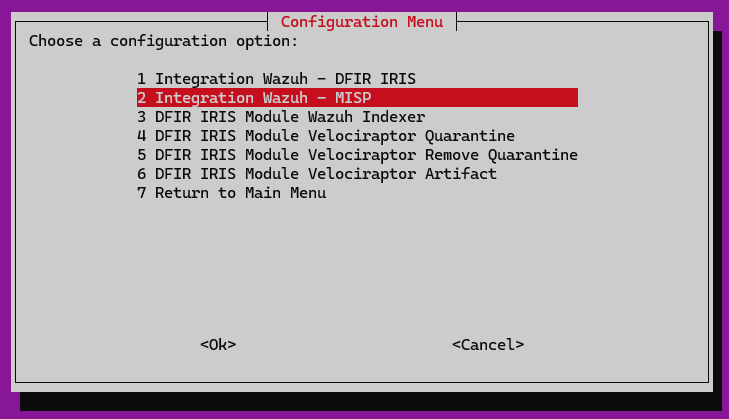 Configuration Menu
Choose a configuration option:
1 Integration Wazuh - DFIR IRIS
2 Integration Wazuh - MISP
3 DFIR IRIS Module Wazuh Indexer
4 DFIR IRIS Module Velociraptor Quarantine
5 DFIR IRIS Module Velociraptor Remove Quarantine
6 DFIR IRIS Module Velociraptor Artifact
7 Return to Main Menu
<Ok> <Cancel>